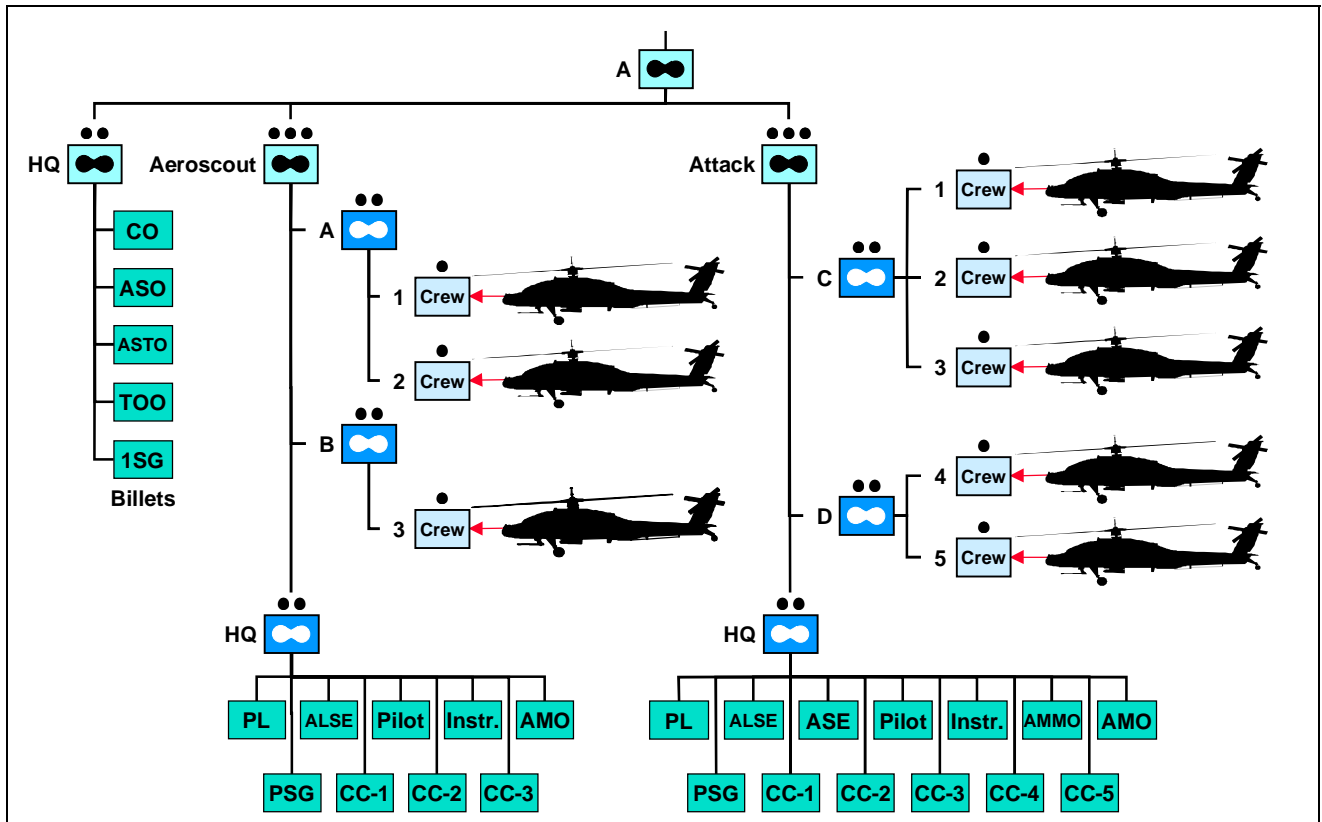 A
HQ
Aeroscout
Attack
CO
ASO
ASTO
TOO
1SG
Billets
A
1 Crew
2 Crew
B
3 Crew
C
1 Crew
2 Crew
3 Crew
D
4 Crew
5 Crew
HQ
PL ALSE Pilot Instr. AMO
PSG CC-1 CC-2 CC-3
HQ
PL ALSE ASE Pilot Instr. AMMO AMO
PSG CC-1 CC-2 CC-3 CC-4 CC-5